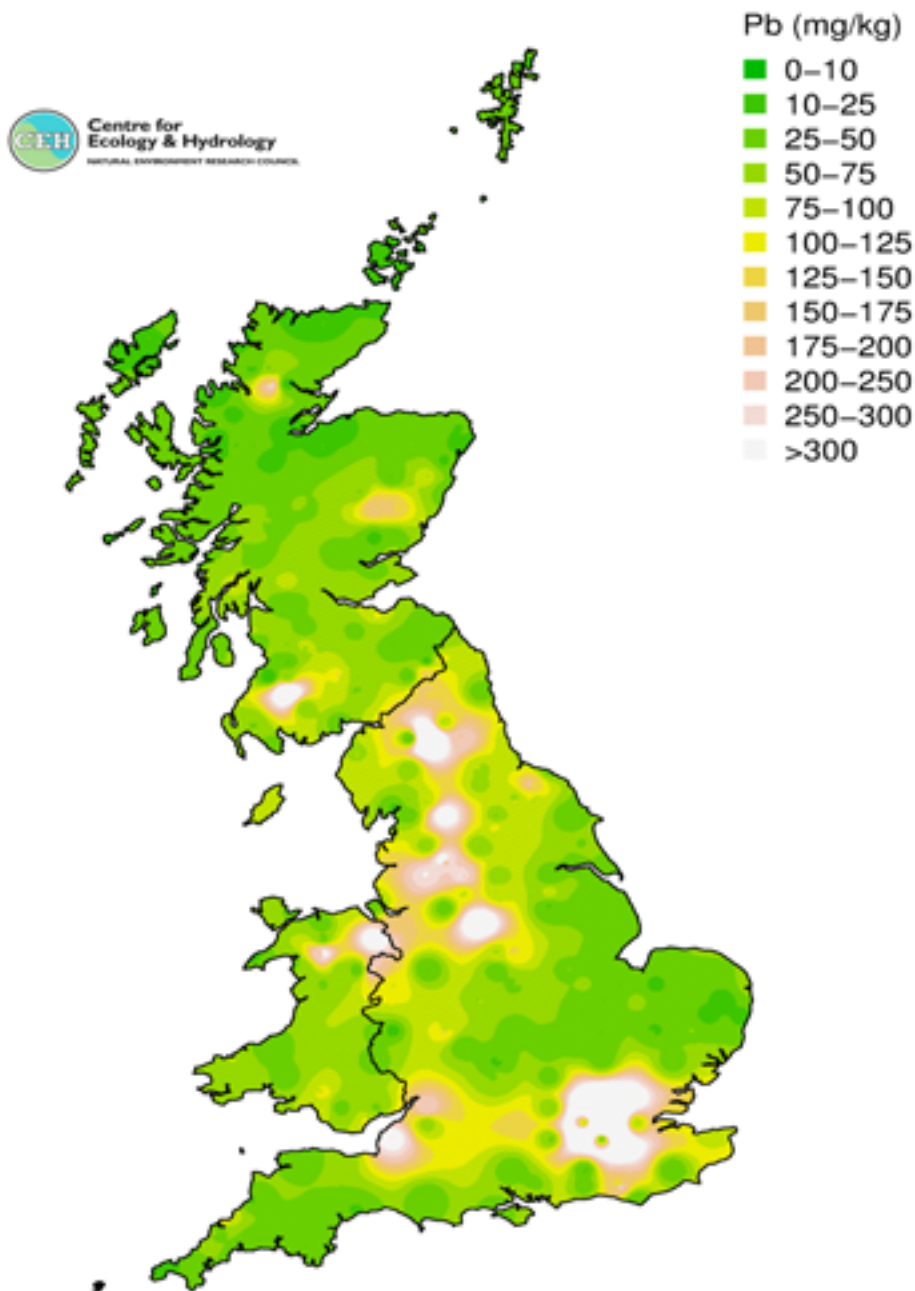 Pb (mg/kg)
0–10
10–25
25–50
50–75
75–100
100–125
125–150
150–175
175–200
200–250
250–300
>300
CEH
Centre for
Ecology & Hydrology
NATURAL ENVIRONMENT RESEARCH COUNCIL